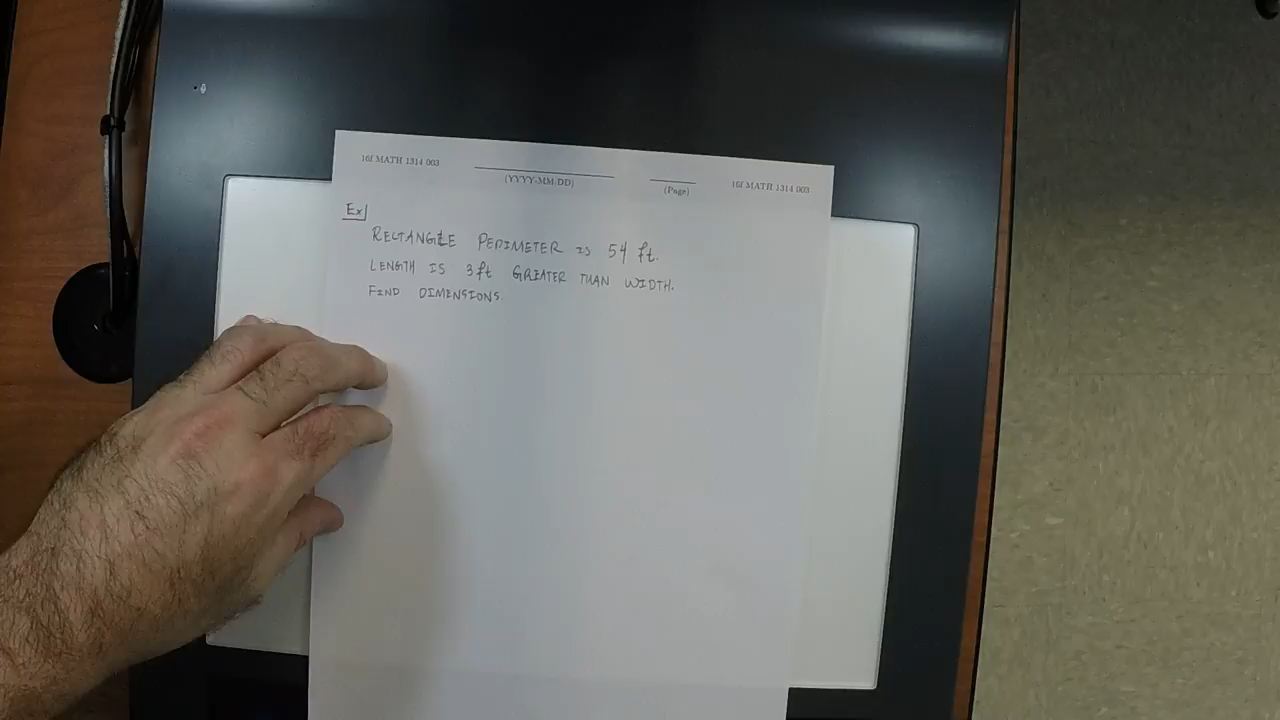 16f MATH 1314 003
(YYYY-MM-DD)
(Page)
16f MATH 1314 003
Ex
RECTANGLE PERIMETER IS 54 ft.
LENGTH IS 3ft GREATER THAN WIDTH.
FIND DIMENSIONS.